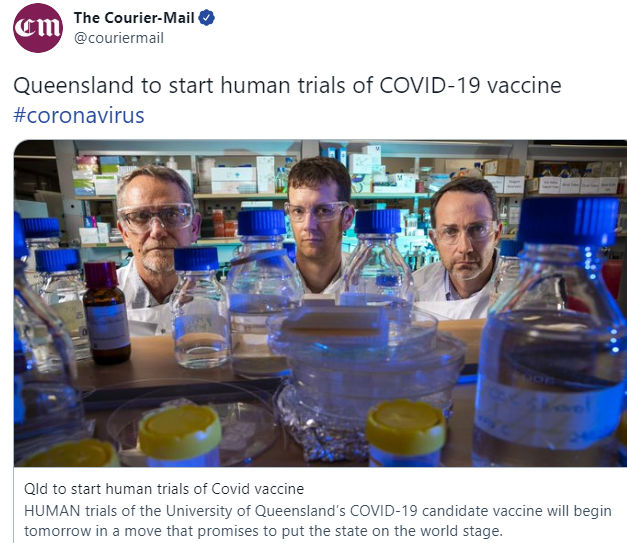 The Courier-Mail
@couriermail
Queensland to start human trials of COVID-19 vaccine
#coronavirus
Qld to start human trials of Covid vaccine
HUMAN trials of the University of Queensland's COVID-19 candidate vaccine will begin
tomorrow in a move that promises to put the state on the world stage.